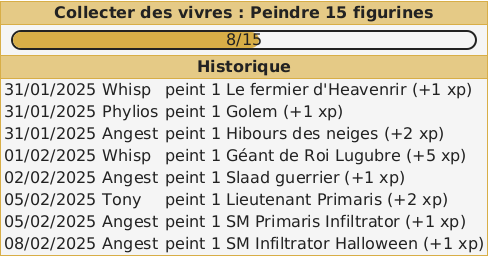 Collecter des vivres : Peindre 15 figurines
8/15
Historique
31/01/2025 Whisp peint 1 Le fermier d'Heavenrir (+1 xp)
31/01/2025 Phylios peint 1 Golem (+1 xp)
31/01/2025 Angest peint 1 Hibours des neiges (+2 xp)
01/02/2025 Whisp peint 1 Géant de Roi Lugubre (+5 xp)
02/02/2025 Angest peint 1 Slaad guerrier (+1 xp)
05/02/2025 Tony peint 1 Lieutenant Primaris (+2 xp)
05/02/2025 Angest peint 1 SM Primaris Infiltrator (+1 xp)
08/02/2025 Angest peint 1 SM Infiltrator Halloween (+1 xp)